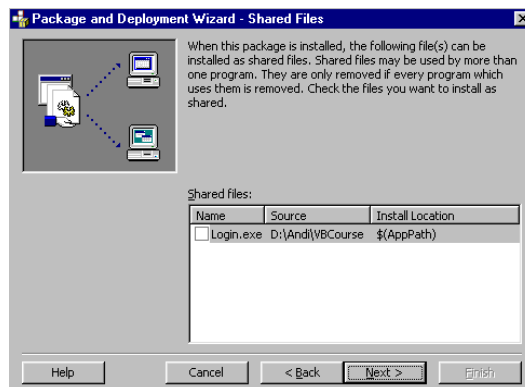 Package and Deployment Wizard - Shared Files
When this package is installed, the following file(s) can be
installed as shared files. Shared files may be used by more than
one program. They are only removed if every program which
uses them is removed. Check the files you want to install as
shared.
Shared files:
Name Source Install Location
Login.exe D:\Andi\VBCourse $(AppPath)
Help Cancel < Back Next > Finish